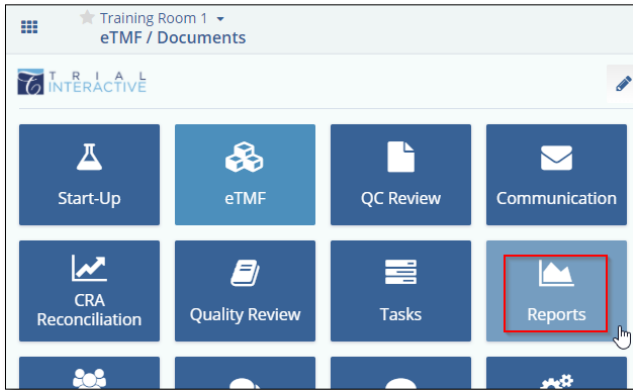 Training Room 1
eTMF / Documents
TRIAL
INTERACTIVE
Start-Up
eTMF
QC Review
Communication
CRA
Reconciliation
Quality Review
Tasks
Reports